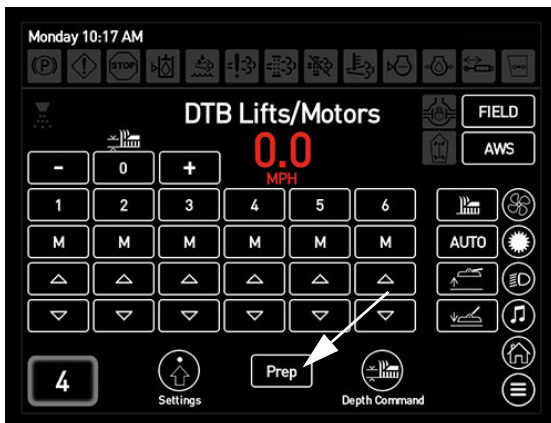 Monday 10:17 AM
(P) STOP
DTB Lifts/Motors
FIELD
0.0
MPH
AWS
- 0 +
1 2 3 4 5 6
M M M M M M AUTO
4
Settings
Prep
Depth Command